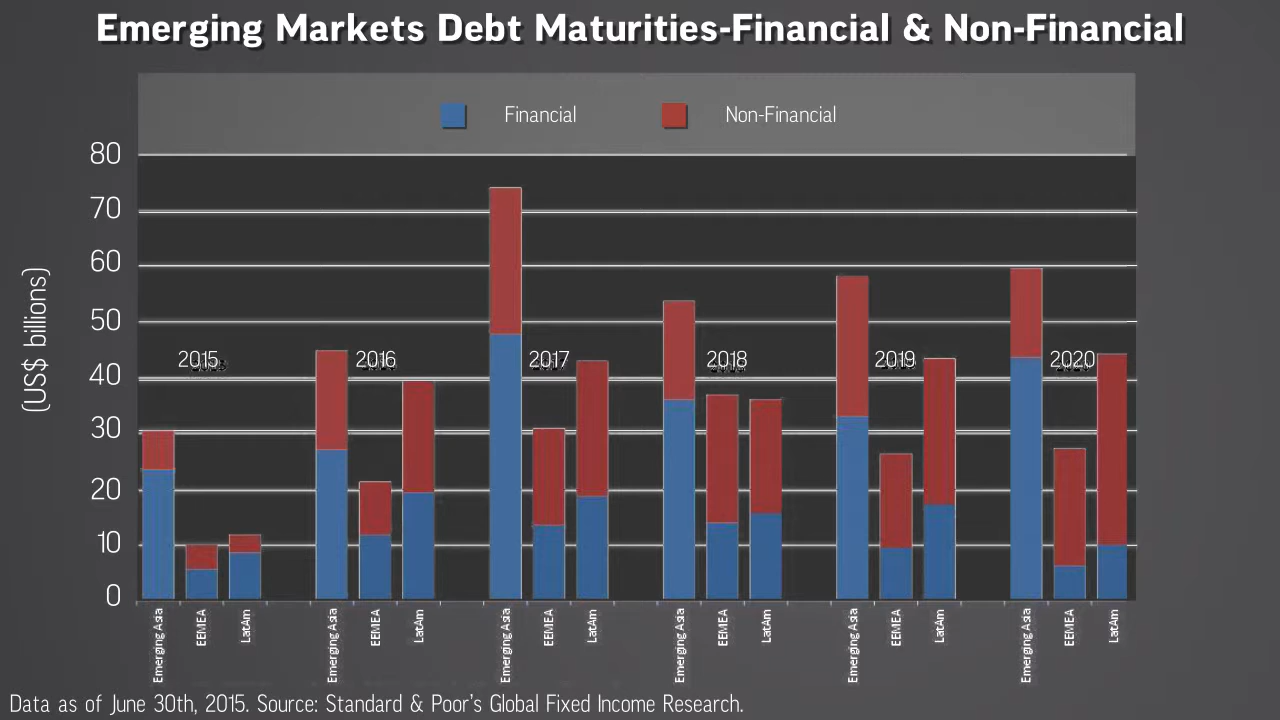 Emerging Markets Debt Maturities-Financial & Non-Financial
Financial Non-Financial
(US$ billions)
80
70
60
50
40
30
20
10
0
2015 2016 2017 2018 2019 2020
Emerging Asia EEMEA LatAm Emerging Asia EEMEA LatAm Emerging Asia EEMEA LatAm Emerging Asia EEMEA LatAm Emerging Asia EEMEA LatAm Emerging Asia EEMEA LatAm
Data as of June 30th, 2015. Source: Standard & Poor's Global Fixed Income Research.